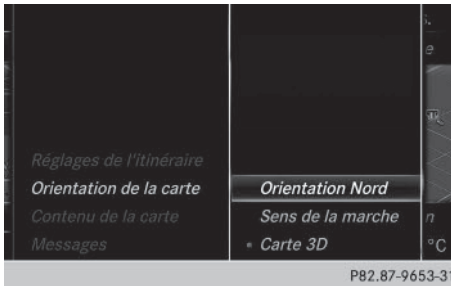 Réglages de l'itinéraire
Orientation de la carte
Contenu de la carte
Messages
Orientation Nord
Sens de la marche
• Carte 3D
s.
e
n
°C
P82.87-9653-31